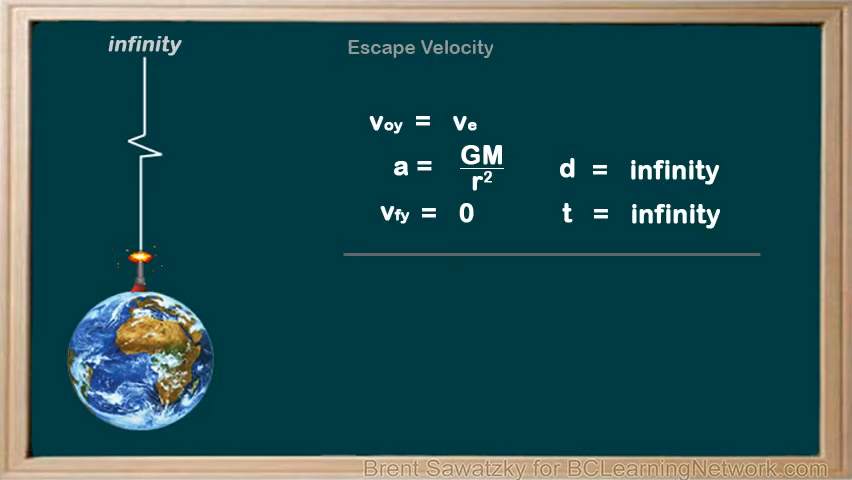 infinity
Escape Velocity
voy = ve
a = GM/r²
d = infinity
vfy = 0
t = infinity
Brent Sawatzky for BCLearningNetwork.com